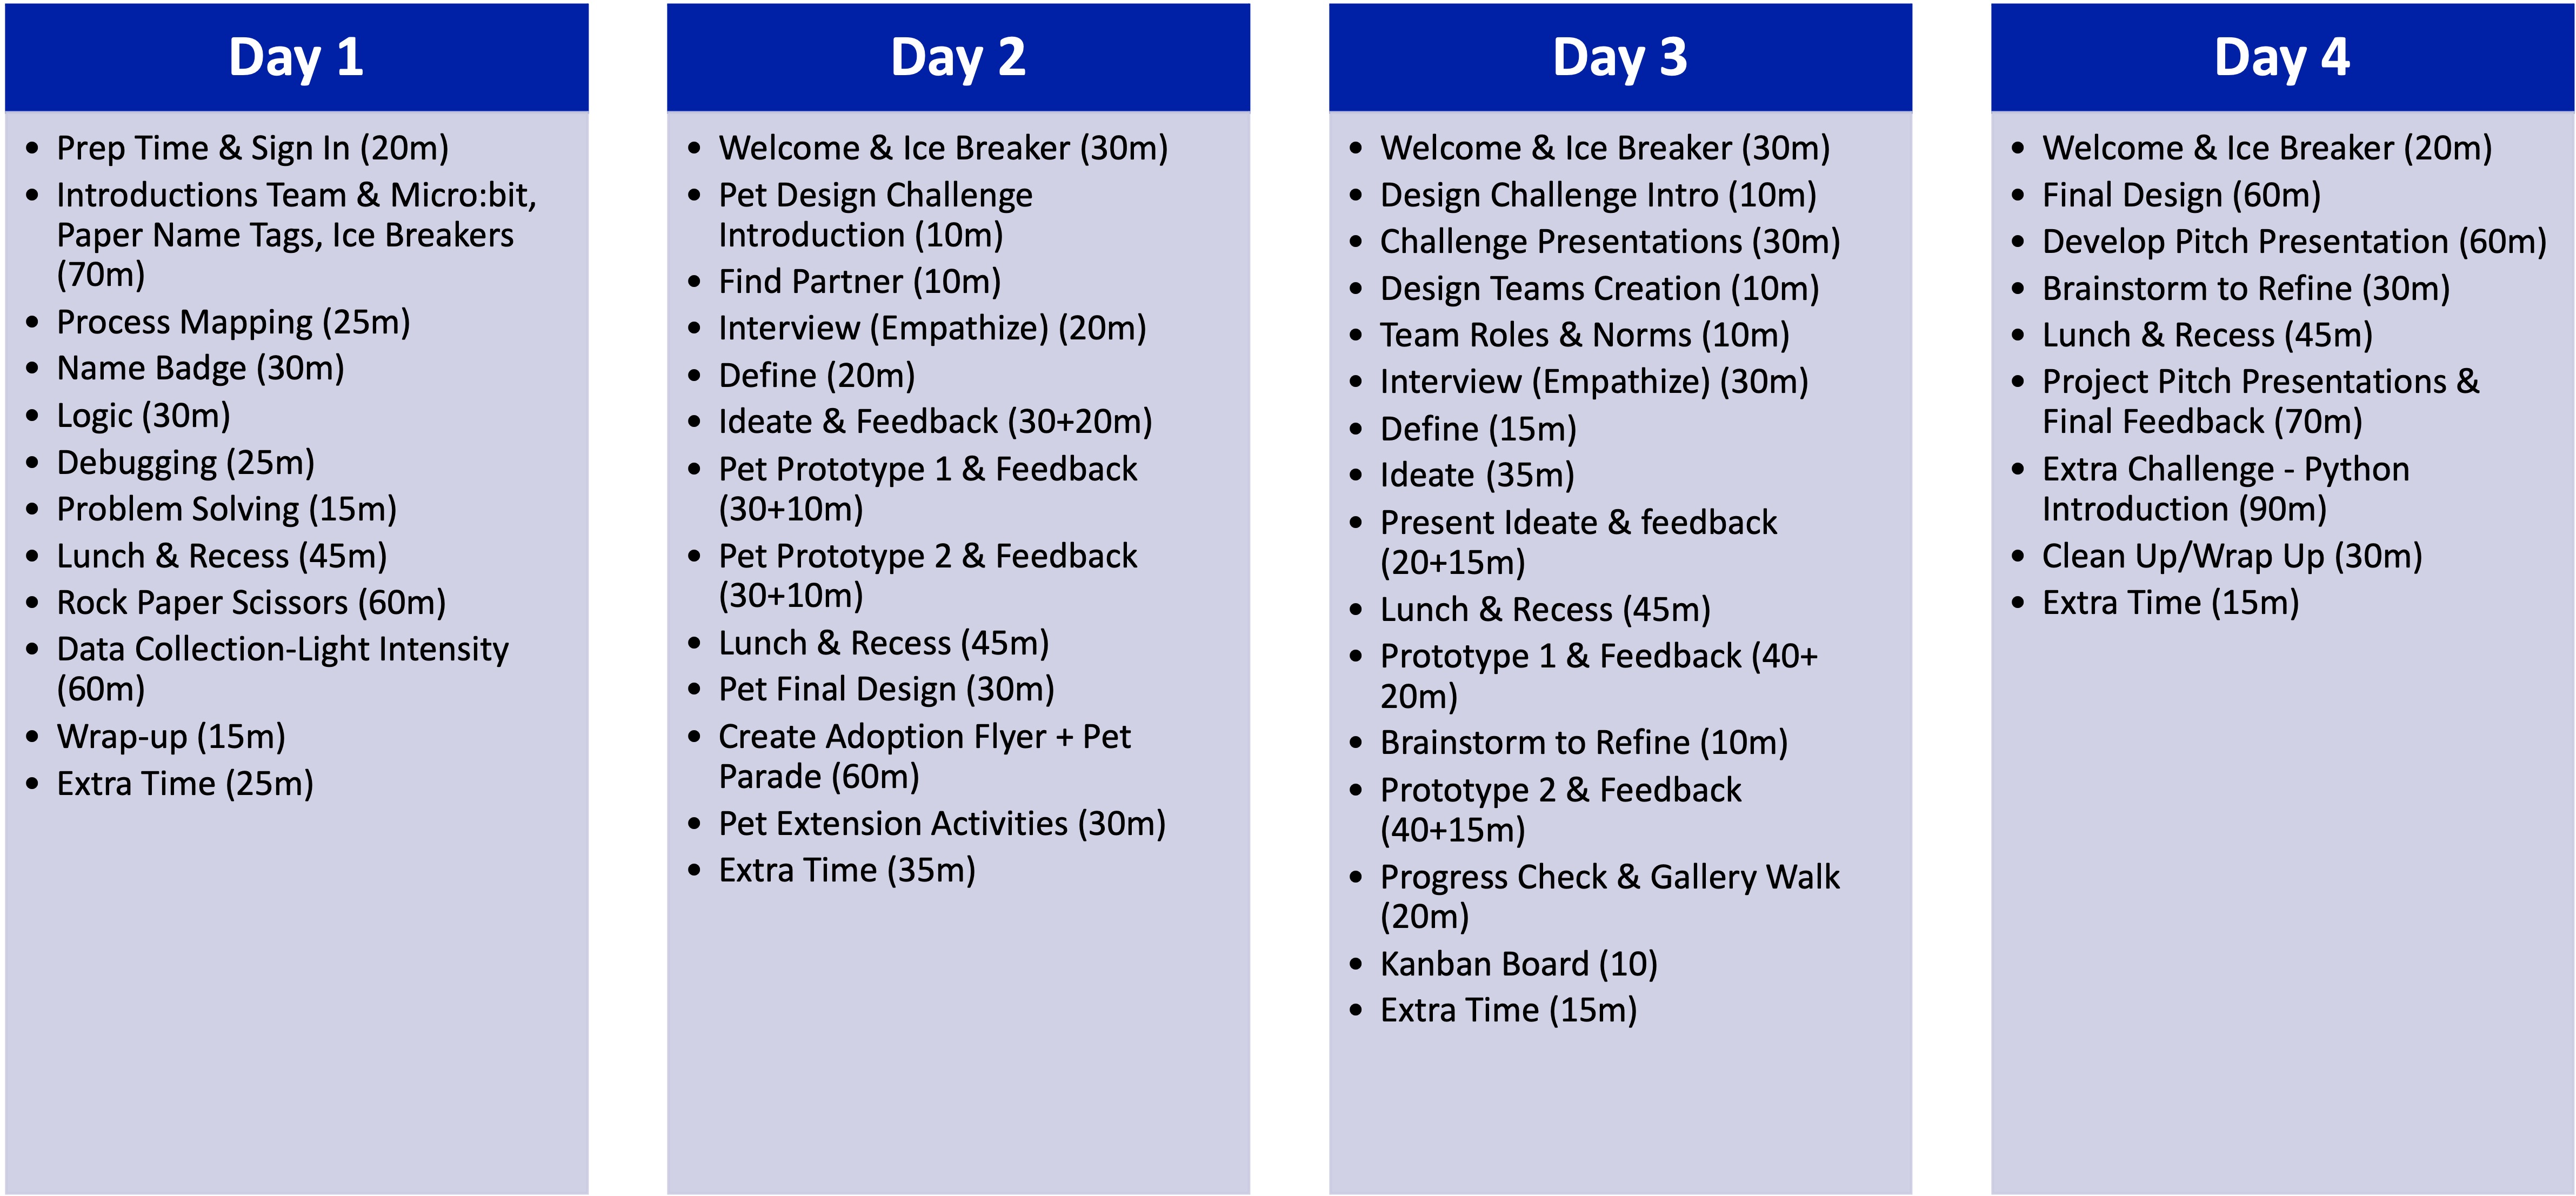 Day 1
• Prep Time & Sign In (20m)
• Introductions Team & Micro:bit,
Paper Name Tags, Ice Breakers
(70m)
• Process Mapping (25m)
• Name Badge (30m)
• Logic (30m)
• Debugging (25m)
• Problem Solving (15m)
• Lunch & Recess (45m)
• Rock Paper Scissors (60m)
• Data Collection-Light Intensity
(60m)
• Wrap-up (15m)
• Extra Time (25m)
Day 2
• Welcome & Ice Breaker (30m)
• Pet Design Challenge
Introduction (10m)
• Find Partner (10m)
• Interview (Empathize) (20m)
• Define (20m)
• Ideate & Feedback (30+20m)
• Pet Prototype 1 & Feedback
(30+10m)
• Pet Prototype 2 & Feedback
(30+10m)
• Lunch & Recess (45m)
• Pet Final Design (30m)
• Create Adoption Flyer + Pet
Parade (60m)
• Pet Extension Activities (30m)
• Extra Time (35m)
Day 3
• Welcome & Ice Breaker (30m)
• Design Challenge Intro (10m)
• Challenge Presentations (30m)
• Design Teams Creation (10m)
• Team Roles & Norms (10m)
• Interview (Empathize) (30m)
• Define (15m)
• Ideate (35m)
• Present Ideate & feedback
(20+15m)
• Lunch & Recess (45m)
• Prototype 1 & Feedback (40+
20m)
• Brainstorm to Refine (10m)
• Prototype 2 & Feedback
(40+15m)
• Progress Check & Gallery Walk
(20m)
• Kanban Board (10)
• Extra Time (15m)
Day 4
• Welcome & Ice Breaker (20m)
• Final Design (60m)
• Develop Pitch Presentation (60m)
• Brainstorm to Refine (30m)
• Lunch & Recess (45m)
• Project Pitch Presentations &
Final Feedback (70m)
• Extra Challenge - Python
Introduction (90m)
• Clean Up/Wrap Up (30m)
• Extra Time (15m)